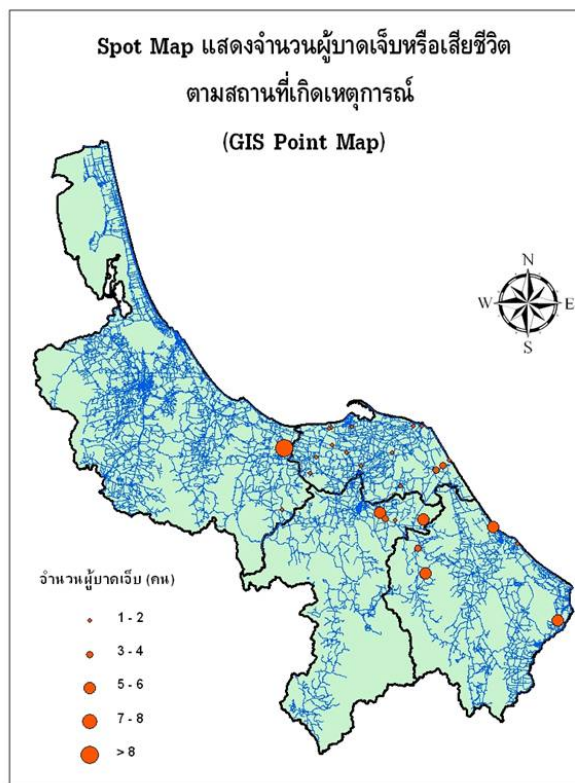 Spot Map แสดงจำนวนผู้บาดเจ็บหรือเสียชีวิต
ตามสถานที่เกิดเหตุการณ์
(GIS Point Map)
N
W E
S
จำนวนผู้บาดเจ็บ (คน)
1 - 2
3 - 4
5 - 6
7 - 8
> 8